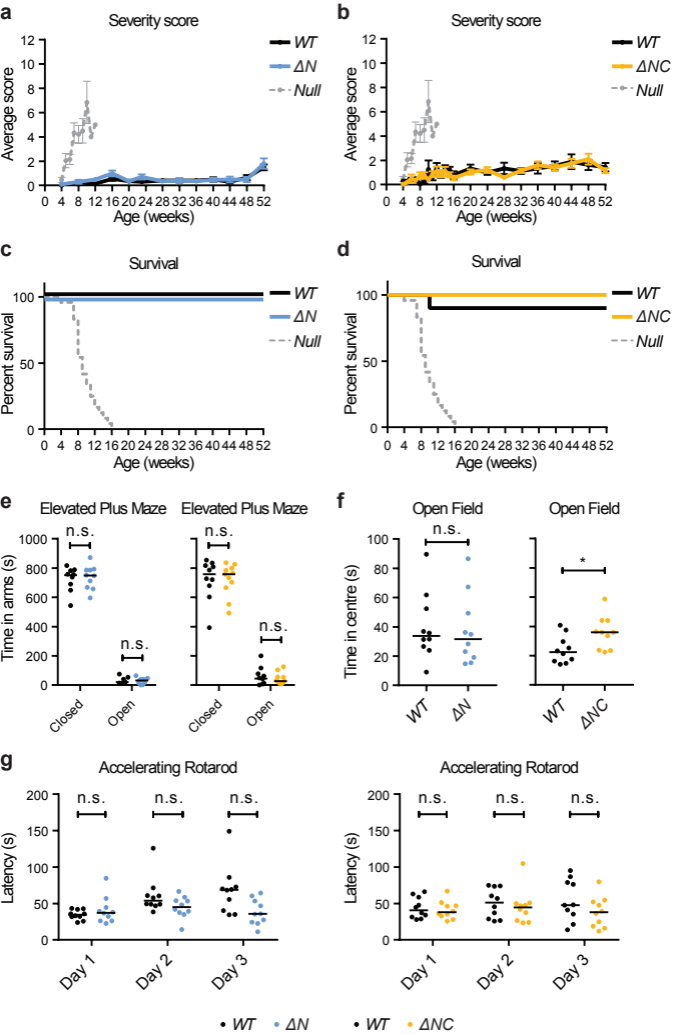 a
Severity score
Average score
12
10
8
6
4
2
0
0 4 8 12 16 20 24 28 32 36 40 44 48 52
Age (weeks)
WT
ΔN
Null
b
Severity score
Average score
12
10
8
6
4
2
0
0 4 8 12 16 20 24 28 32 36 40 44 48 52
Age (weeks)
WT
ΔNC
Null
c
Survival
Percent survival
100
50
0
0 4 8 12 16 20 24 28 32 36 40 44 48 52
Age (weeks)
WT
ΔN
Null
d
Survival
Percent survival
100
50
0
0 4 8 12 16 20 24 28 32 36 40 44 48 52
Age (weeks)
WT
ΔNC
Null
e
Elevated Plus Maze
Elevated Plus Maze
Time in arms (s)
1000
800
600
400
200
0
n.s.
n.s.
n.s.
n.s.
Closed
Open
Closed
Open
f
Open Field
Open Field
Time in centre (s)
100
80
60
40
20
0
n.s.
*
WT
ΔN
WT
ΔNC
g
Accelerating Rotarod
Latency (s)
200
150
100
50
0
n.s.
n.s.
n.s.
Day 1
Day 2
Day 3
Accelerating Rotarod
Latency (s)
200
150
100
50
0
n.s.
n.s.
n.s.
Day 1
Day 2
Day 3
WT ΔN WT ΔNC